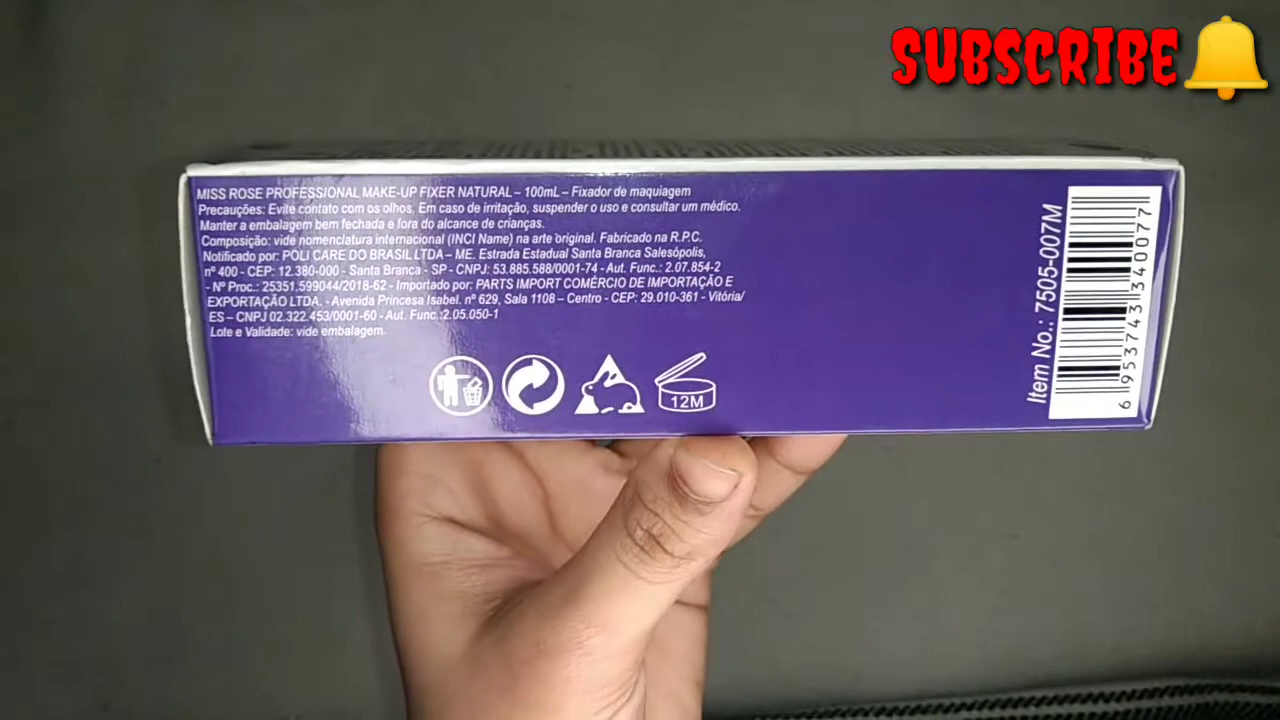 SUBSCRIBE
MISS ROSE PROFESSIONAL MAKE-UP FIXER NATURAL – 100mL – Fixador de maquiagem
Precauções: Evite contato com os olhos. Em caso de irritação, suspender o uso e consultar um médico.
Manter a embalagem bem fechada e fora do alcance de crianças.
Composição: vide nomenclatura internacional (INCI Name) na arte original. Fabricado na R.P.C.
Notificado por: POLI CARE DO BRASIL LTDA – ME. Estrada Estadual Santa Branca Salesópolis,
nº 400 - CEP: 12.380-000 - Santa Branca - SP - CNPJ: 53.885.588/0001-74 - Aut. Func.: 2.07.854-2
- Nº Proc.: 25351.599044/2018-62 - Importado por: PARTS IMPORT COMÉRCIO DE IMPORTAÇÃO E
EXPORTAÇÃO LTDA. - Avenida Princesa Isabel. nº 629, Sala 1108 – Centro - CEP: 29.010-361 - Vitória/
ES – CNPJ 02.322.453/0001-60 - Aut. Func.:2.05.050-1
Lote e Validade: vide embalagem.
12M
Item No.: 7505-007M
6 953743 340077